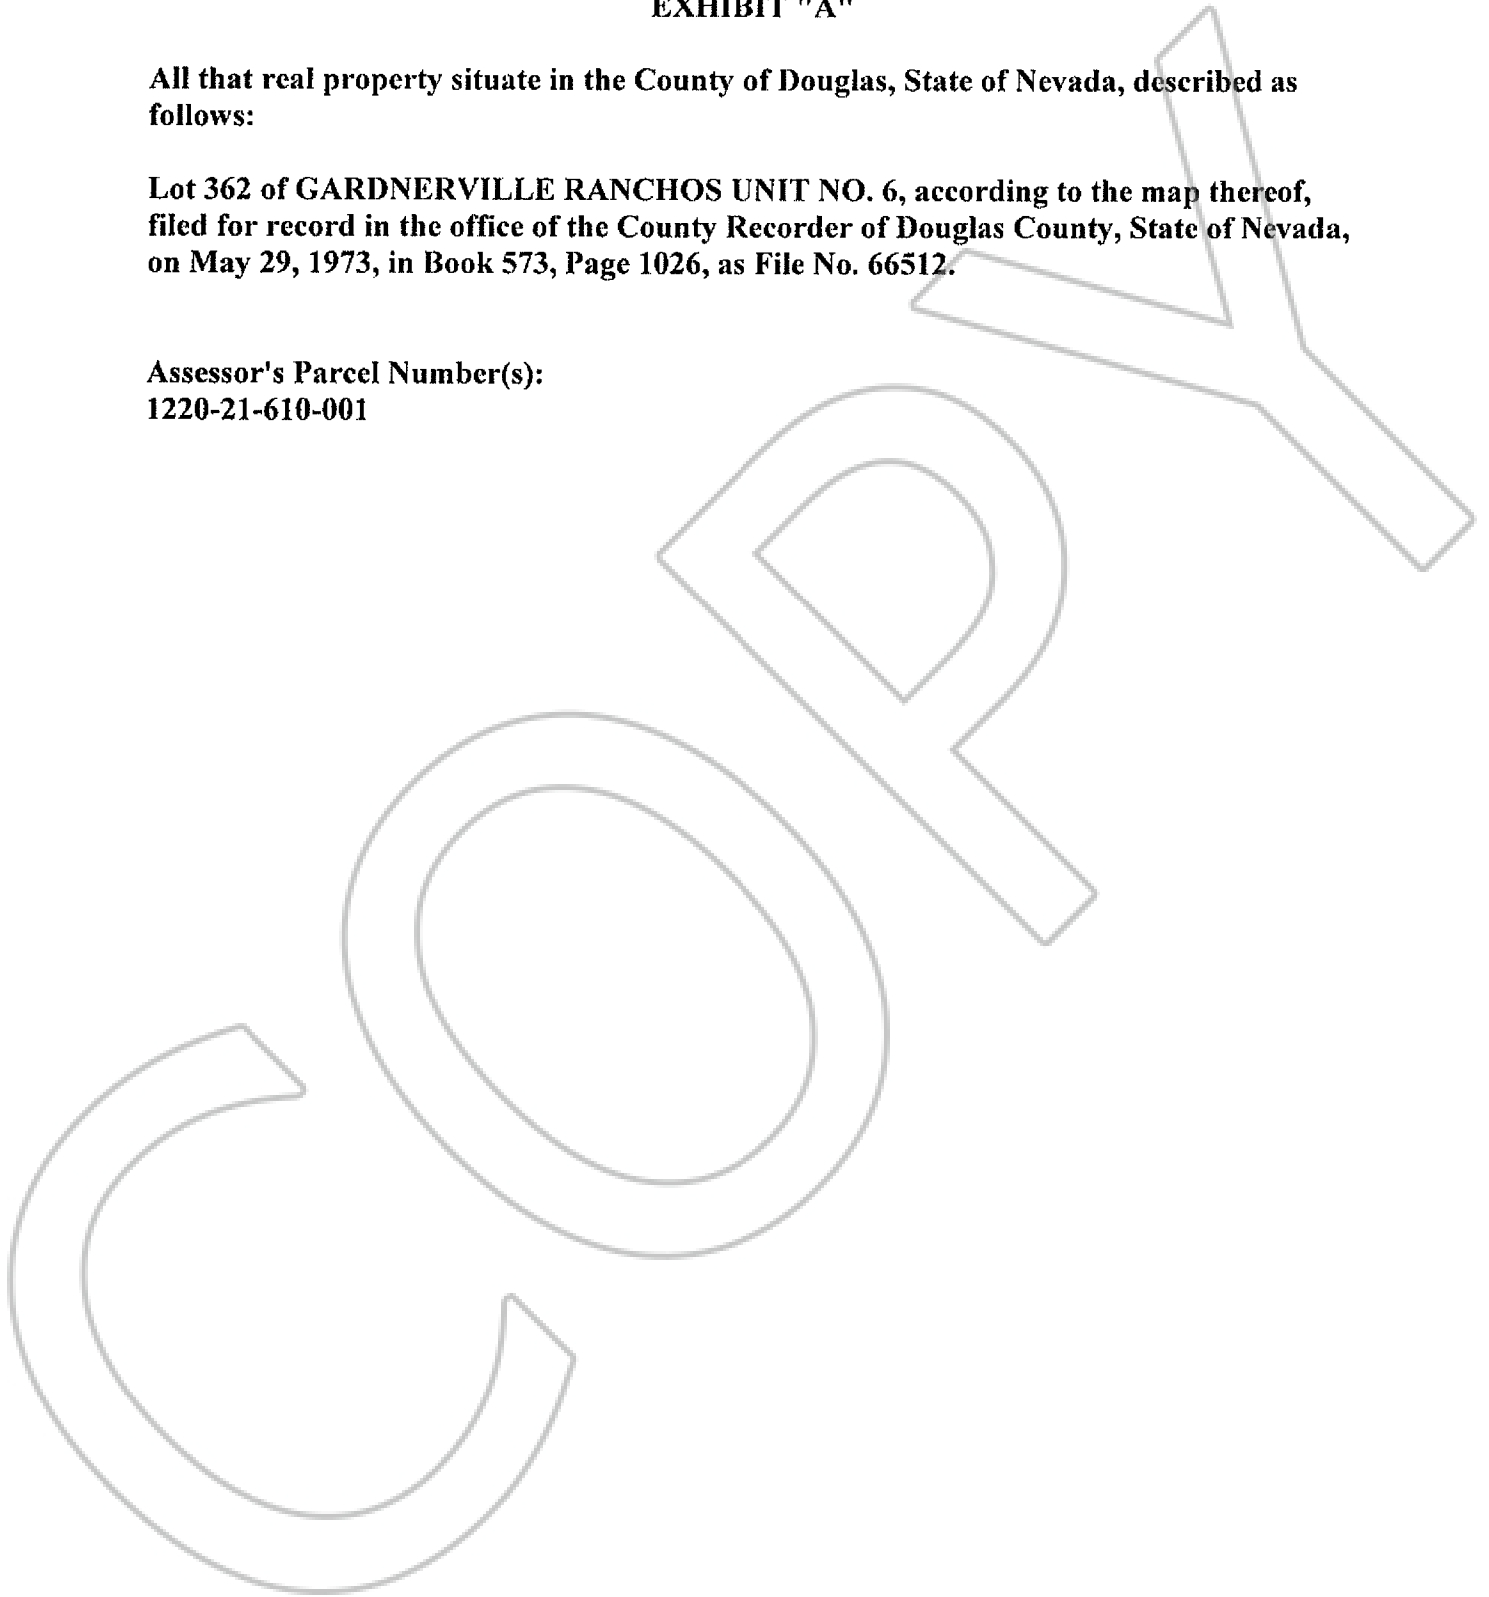 EXHIBIT "A"
All that real property situate in the County of Douglas, State of Nevada, described as
follows:
Lot 362 of GARDNERVILLE RANCHOS UNIT NO. 6, according to the map thereof,
filed for record in the office of the County Recorder of Douglas County, State of Nevada,
on May 29, 1973, in Book 573, Page 1026, as File No. 66512.
Assessor's Parcel Number(s):
1220-21-610-001
COPY